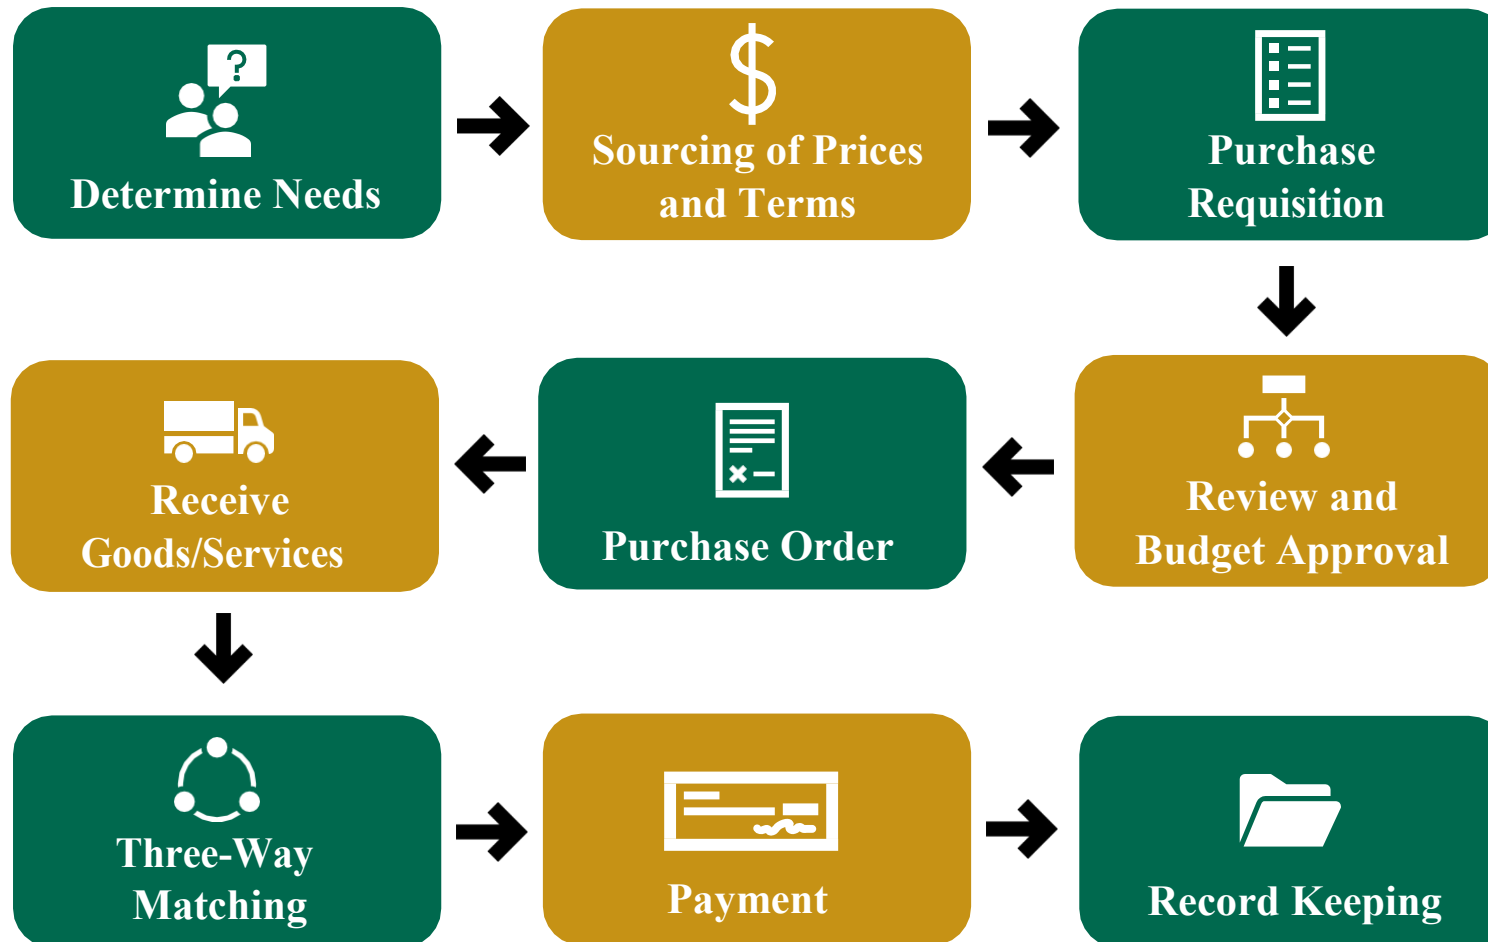 ?
Determine Needs
$
Sourcing of Prices
and Terms
Purchase
Requisition
Review and
Budget Approval
Purchase Order
Receive
Goods/Services
Three-Way
Matching
Payment
Record Keeping